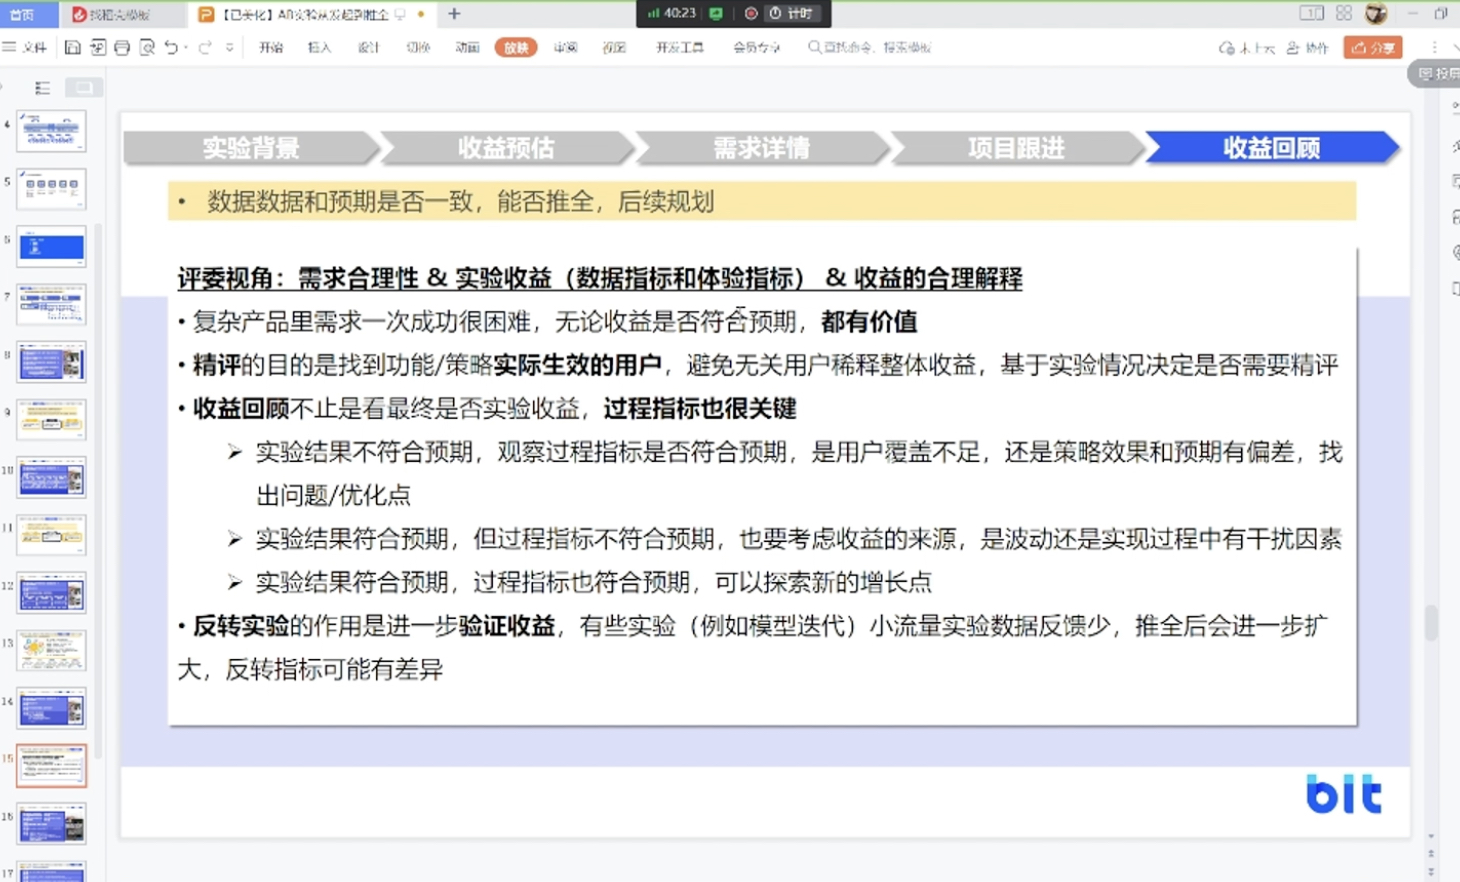 首页
找稻壳模板
【已美化】AB实验从发起到推全
40:23
计时
文件
开始
插入
设计
切换
动画
放映
审阅
视图
开发工具
会员专享
查找命令、搜索模板
未上云
协作
分享
投屏
4
5
6
7
8
9
10
11
12
13
14
15
16
17
实验背景
收益预估
需求详情
项目跟进
收益回顾
• 数据数据和预期是否一致，能否推全，后续规划
评委视角：需求合理性 & 实验收益（数据指标和体验指标） & 收益的合理解释
• 复杂产品里需求一次成功很困难，无论收益是否符合预期，都有价值
• 精评的目的是找到功能/策略实际生效的用户，避免无关用户稀释整体收益，基于实验情况决定是否需要精评
• 收益回顾不止是看最终是否实验收益，过程指标也很关键
➢ 实验结果不符合预期，观察过程指标是否符合预期，是用户覆盖不足，还是策略效果和预期有偏差，找
出问题/优化点
➢ 实验结果符合预期，但过程指标不符合预期，也要考虑收益的来源，是波动还是实现过程中有干扰因素
➢ 实验结果符合预期，过程指标也符合预期，可以探索新的增长点
• 反转实验的作用是进一步验证收益，有些实验（例如模型迭代）小流量实验数据反馈少，推全后会进一步扩
大，反转指标可能有差异
bit